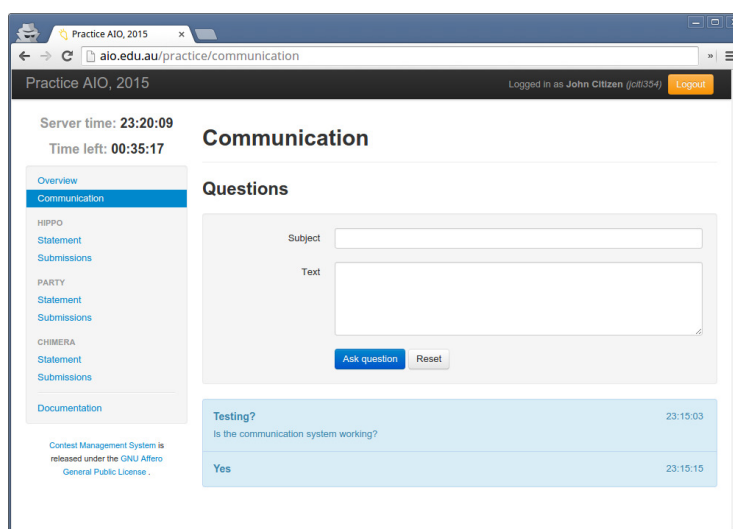 Practice AIO, 2015
aio.edu.au/practice/communication
Practice AIO, 2015
Logged in as John Citizen (jciti354) Logout
Server time: 23:20:09
Time left: 00:35:17
Overview
Communication
HIPPO
Statement
Submissions
PARTY
Statement
Submissions
CHIMERA
Statement
Submissions
Documentation
Contest Management System is
released under the GNU Affero
General Public License .
Communication
Questions
Subject
Text
Ask question Reset
Testing? 23:15:03
Is the communication system working?
Yes 23:15:15